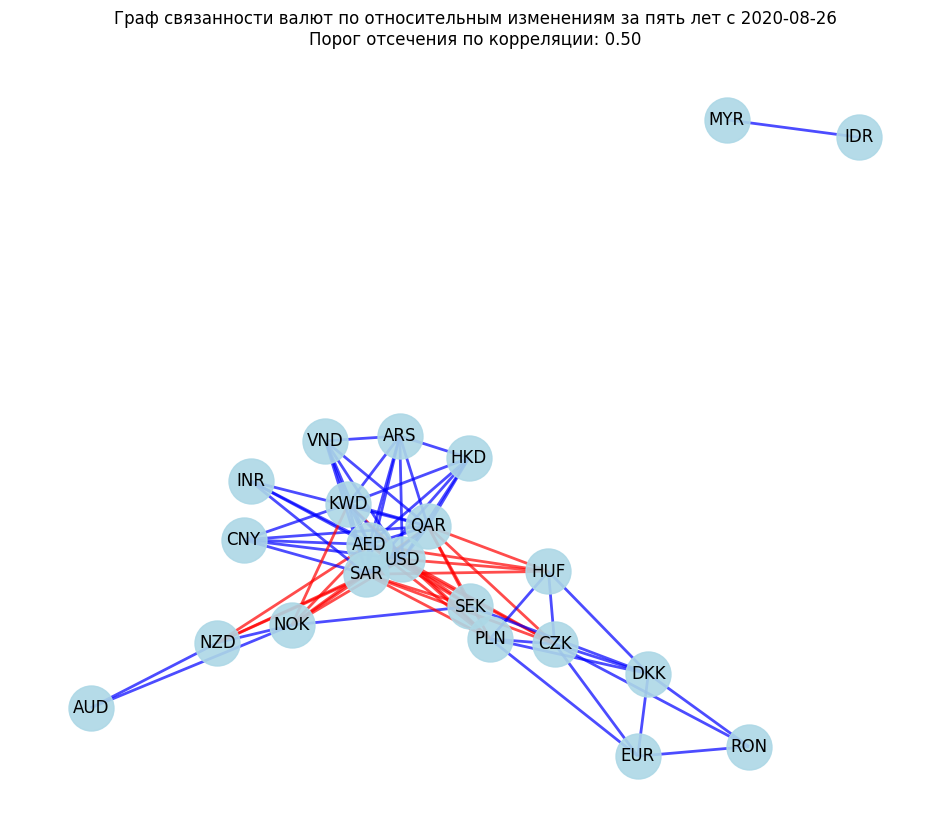 Граф связанности валют по относительным изменениям за пять лет с 2020-08-26
Порог отсечения по корреляции: 0.50
MYR
IDR
ARS
VND
HKD
INR
KWD
QAR
CNY
AED
USD
SAR
HUF
SEK
NOK
PLN
NZD
CZK
DKK
AUD
RON
EUR